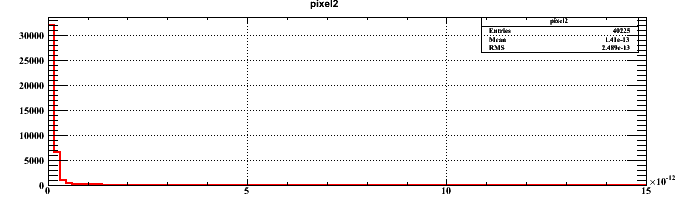 pixel2
pixel2
Entries 40225
Mean 1.41e-13
RMS 2.489e-13
30000
25000
20000
15000
10000
5000
0
0 5 10 15
×10-12